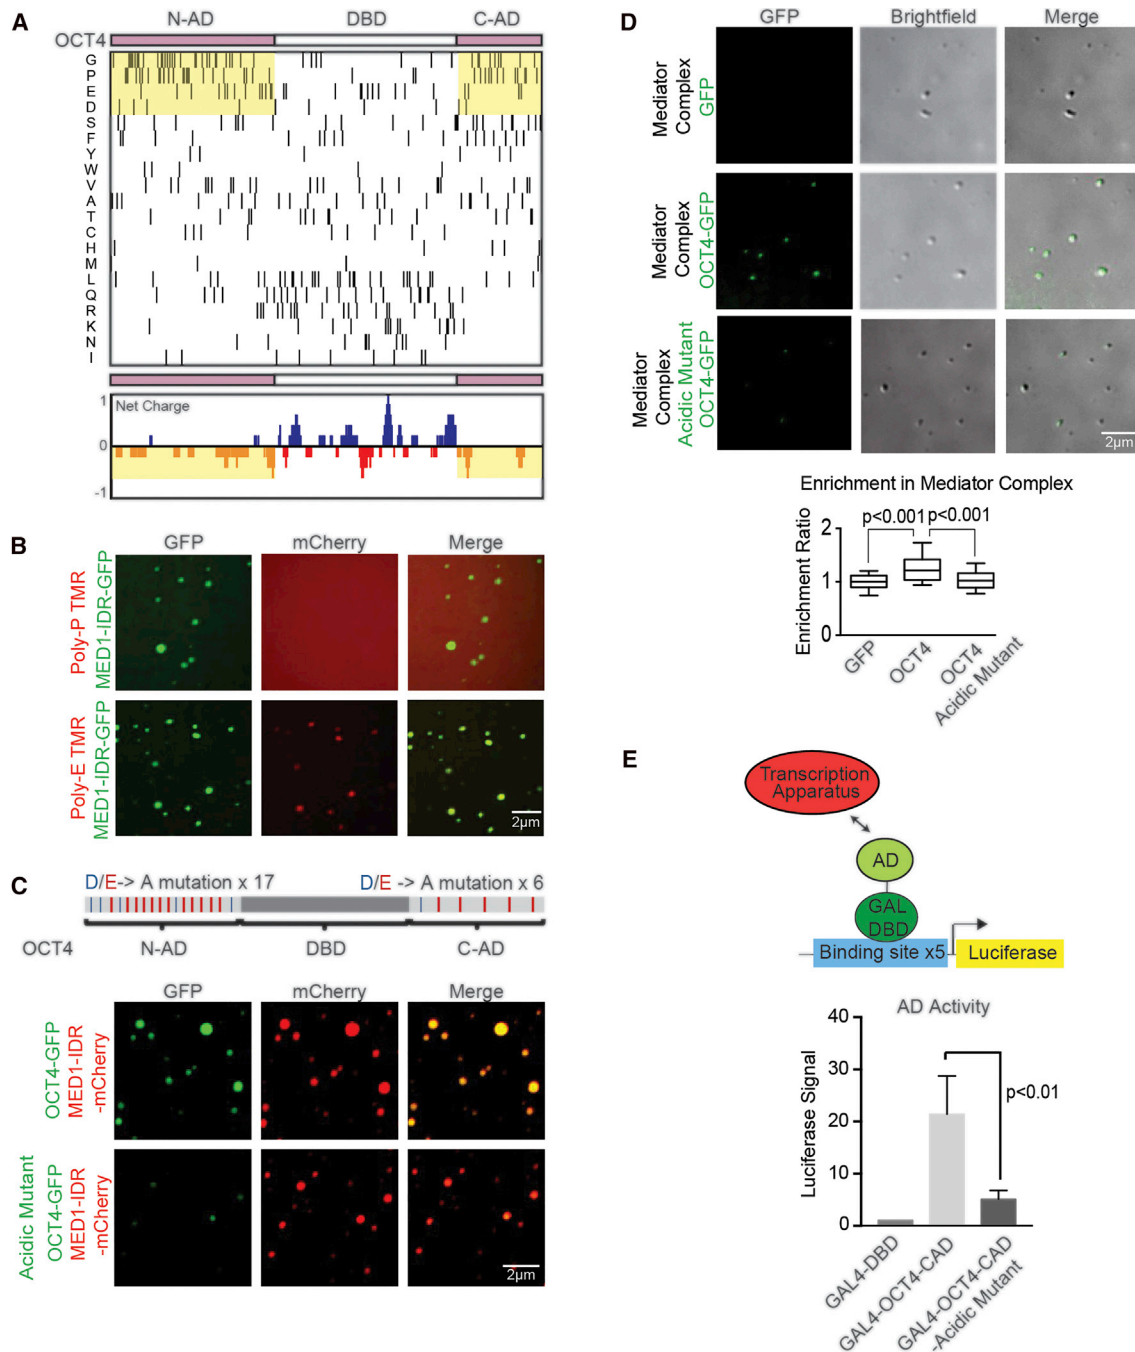 A
N-AD DBD C-AD
OCT4
G
P
E
D
S
F
Y
W
V
A
T
C
H
M
L
Q
R
K
N
I
1
Net Charge
0
-1
B
GFP mCherry Merge
Poly-P TMR
MED1-IDR-GFP
Poly-E TMR
MED1-IDR-GFP
2µm
C
D/E-> A mutation x 17 D/E -> A mutation x 6
OCT4 N-AD DBD C-AD
GFP mCherry Merge
OCT4-GFP
MED1-IDR
-mCherry
Acidic Mutant
OCT4-GFP
MED1-IDR
-mCherry
2µm
D
GFP Brightfield Merge
Mediator
Complex
GFP
Mediator
Complex
OCT4-GFP
Mediator
Complex
Acidic Mutant
OCT4-GFP
2µm
Enrichment in Mediator Complex
p<0.001 p<0.001
Enrichment Ratio
2
1
0
GFP
OCT4
OCT4
Acidic Mutant
E
Transcription
Apparatus
AD
GAL
DBD
Binding site x5 Luciferase
AD Activity
Luciferase Signal
40
30
20
10
0
p<0.01
GAL4-DBD
GAL4-OCT4-CAD
GAL4-OCT4-CAD
-Acidic Mutant